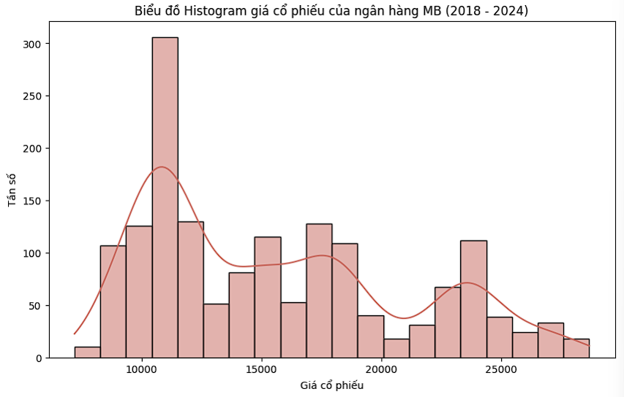 Biểu đồ Histogram giá cổ phiếu của ngân hàng MB (2018 - 2024)
300
250
200
150
100
50
0
Tần số
10000 15000 20000 25000
Giá cổ phiếu